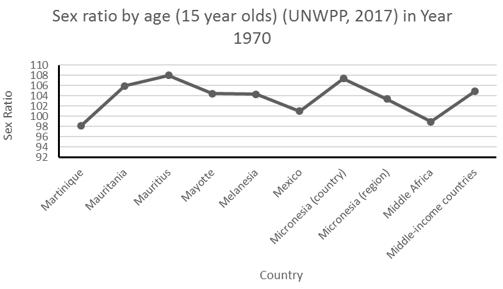 Sex ratio by age (15 year olds) (UNWPP, 2017) in Year
1970
110
108
106
104
102
100
98
96
94
92
Sex Ratio
Martinique
Mauritania
Mauritius
Mayotte
Melanesia
Mexico
Micronesia (country)
Micronesia (region)
Middle Africa
Middle-income countries
Country